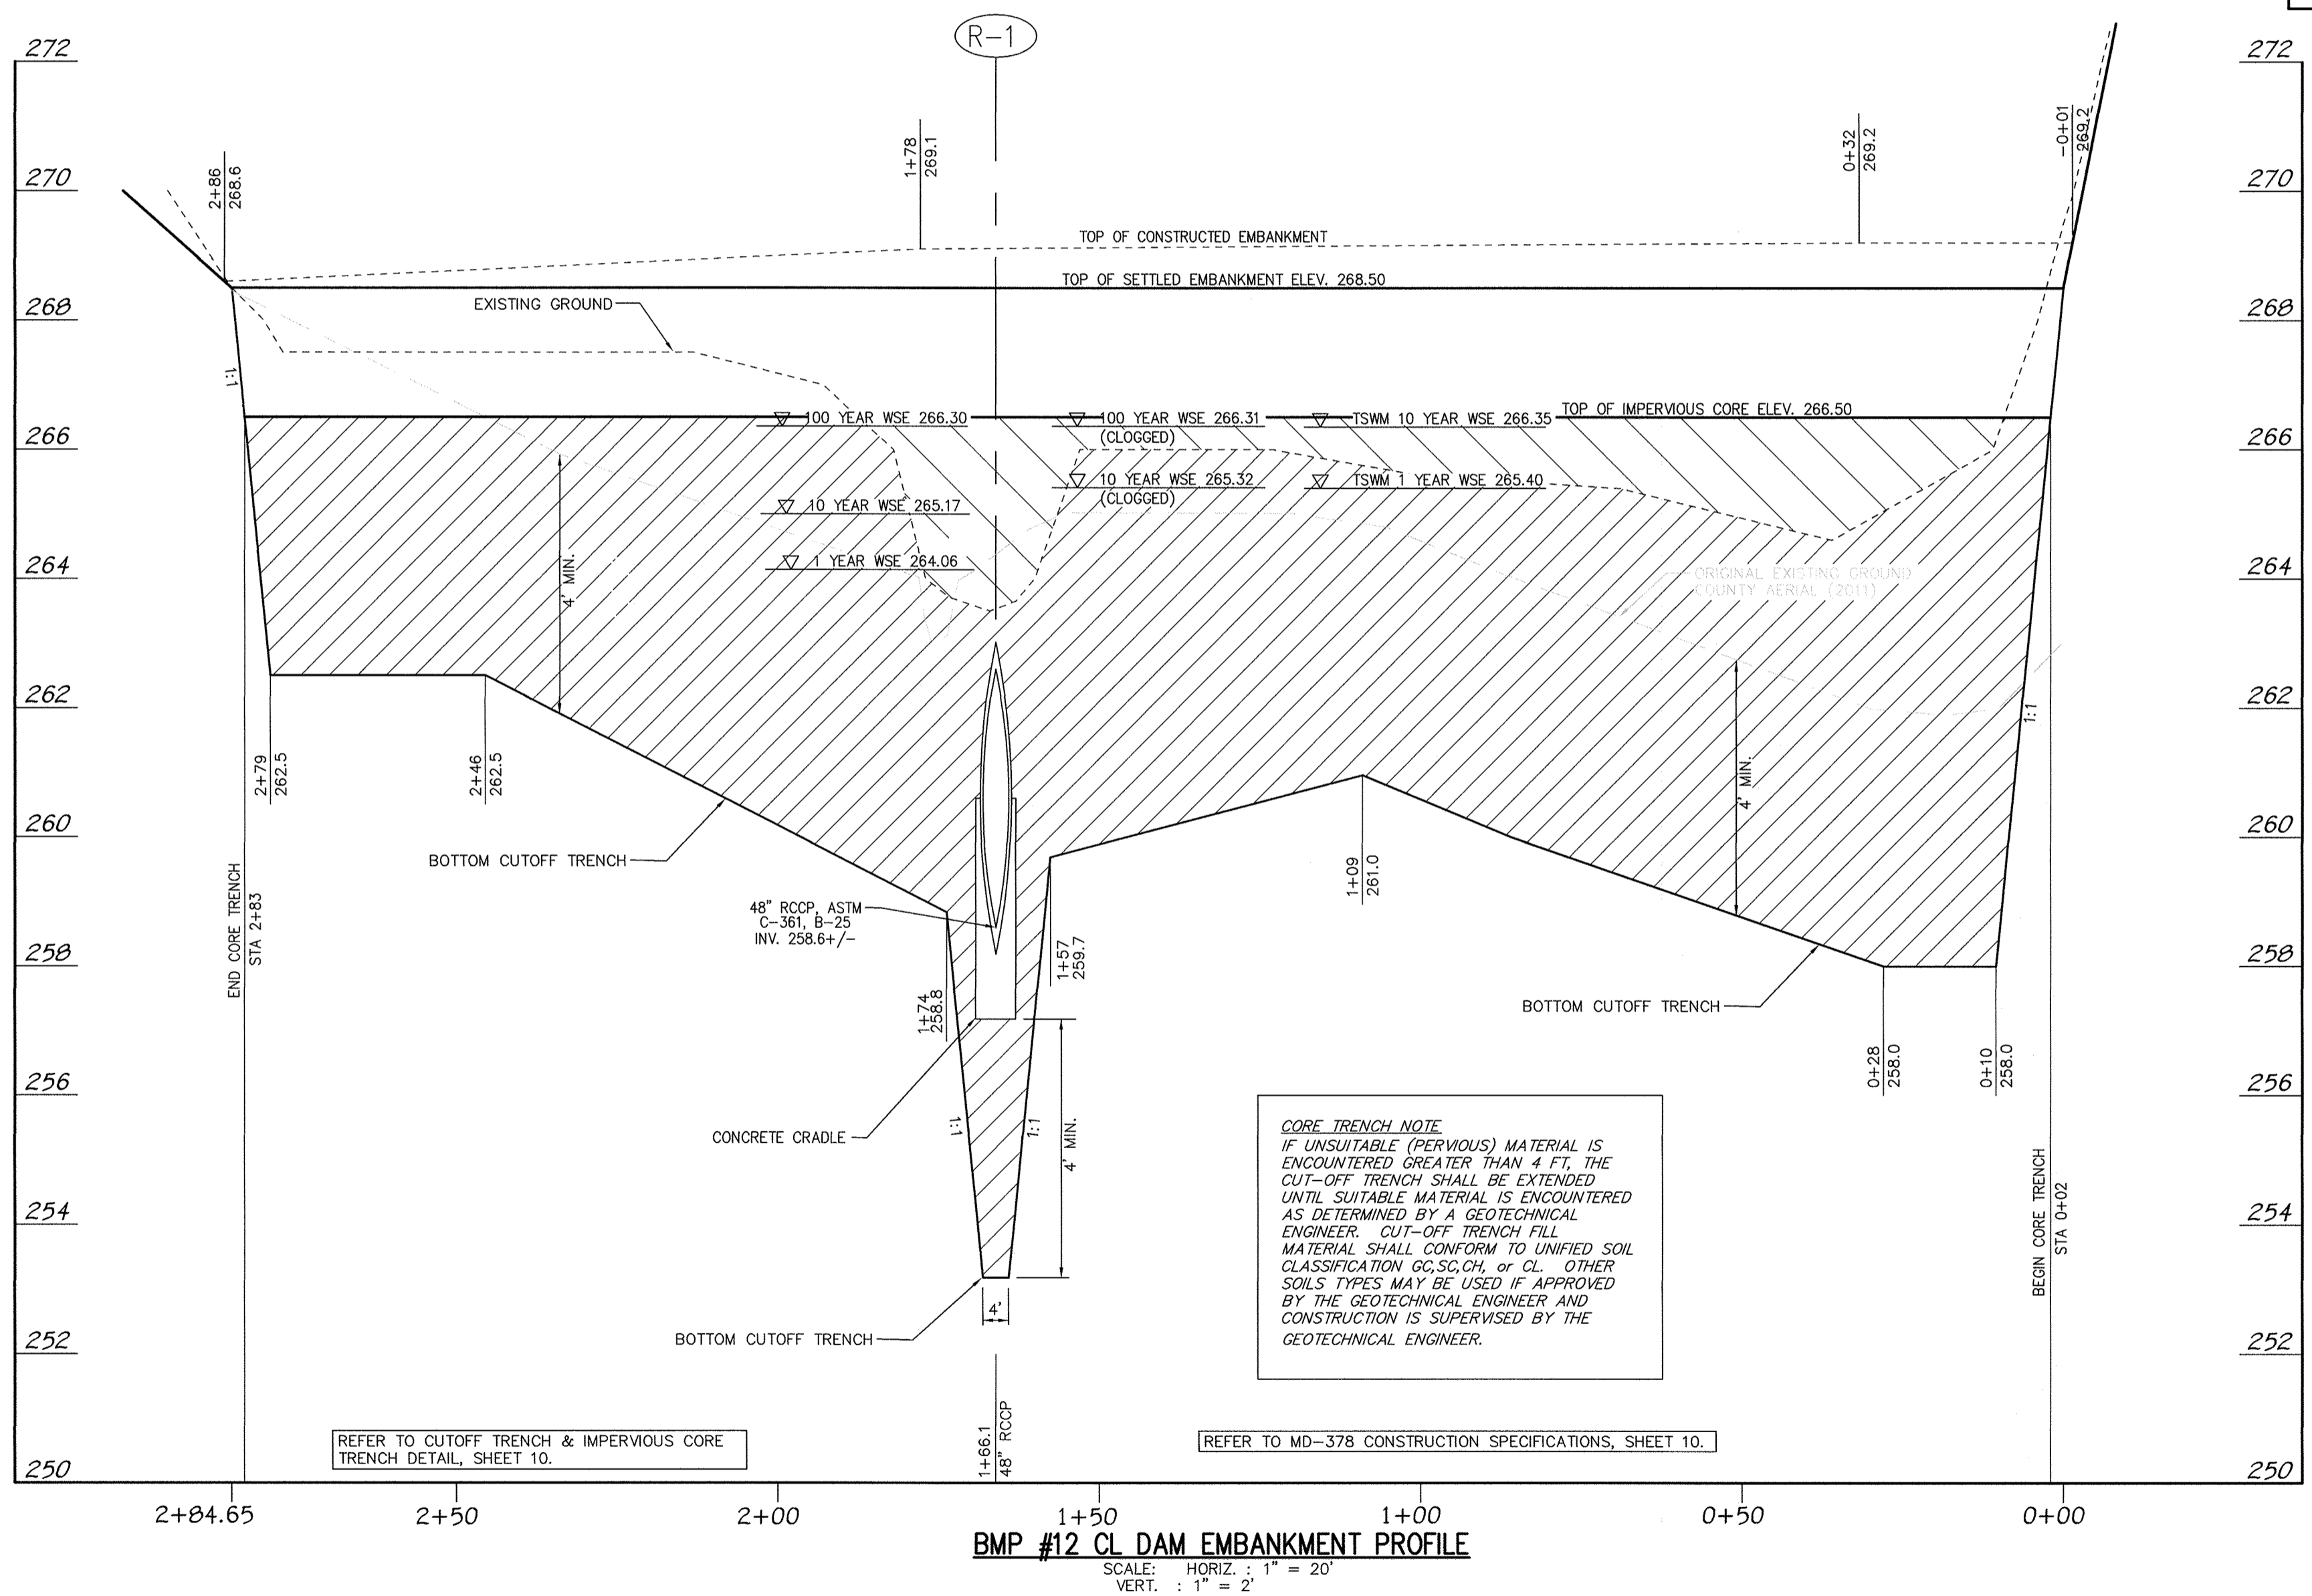 R-1
272
272
270
270
268
268
266
266
264
264
262
262
260
260
258
258
256
256
254
254
252
252
250
250
2+86
268.6
1+78
269.1
0+32
269.2
-0+01
269.2
TOP OF CONSTRUCTED EMBANKMENT
TOP OF SETTLED EMBANKMENT ELEV. 268.50
EXISTING GROUND
1:1
100 YEAR WSE 266.30
100 YEAR WSE 266.31
(CLOGGED)
TSWM 10 YEAR WSE 266.35
TOP OF IMPERVIOUS CORE ELEV. 266.50
10 YEAR WSE 265.17
10 YEAR WSE 265.32
(CLOGGED)
TSWM 1 YEAR WSE 265.40
1 YEAR WSE 264.06
4' MIN.
ORIGINAL EXISTING GROUND
COUNTY AERIAL (2011)
1:1
2+79
262.5
2+46
262.5
4' MIN.
BOTTOM CUTOFF TRENCH
1+09
261.0
48" RCCP, ASTM
C-361, B-25
INV. 258.6+/-
END CORE TRENCH
STA 2+83
1+57
259.7
1+74
258.8
BOTTOM CUTOFF TRENCH
0+28
258.0
0+10
258.0
CONCRETE CRADLE
1:1
1:1
4' MIN.
CORE TRENCH NOTE
IF UNSUITABLE (PERVIOUS) MATERIAL IS
ENCOUNTERED GREATER THAN 4 FT, THE
CUT-OFF TRENCH SHALL BE EXTENDED
UNTIL SUITABLE MATERIAL IS ENCOUNTERED
AS DETERMINED BY A GEOTECHNICAL
ENGINEER. CUT-OFF TRENCH FILL
MATERIAL SHALL CONFORM TO UNIFIED SOIL
CLASSIFICATION GC,SC,CH, or CL. OTHER
SOILS TYPES MAY BE USED IF APPROVED
BY THE GEOTECHNICAL ENGINEER AND
CONSTRUCTION IS SUPERVISED BY THE
GEOTECHNICAL ENGINEER.
BEGIN CORE TRENCH
STA 0+02
4'
BOTTOM CUTOFF TRENCH
1+66.1
48" RCCP
REFER TO CUTOFF TRENCH & IMPERVIOUS CORE
TRENCH DETAIL, SHEET 10.
REFER TO MD-378 CONSTRUCTION SPECIFICATIONS, SHEET 10.
2+84.65
2+50
2+00
1+50
1+00
0+50
0+00
BMP #12 CL DAM EMBANKMENT PROFILE
SCALE: HORIZ. : 1" = 20'
VERT. : 1" = 2'